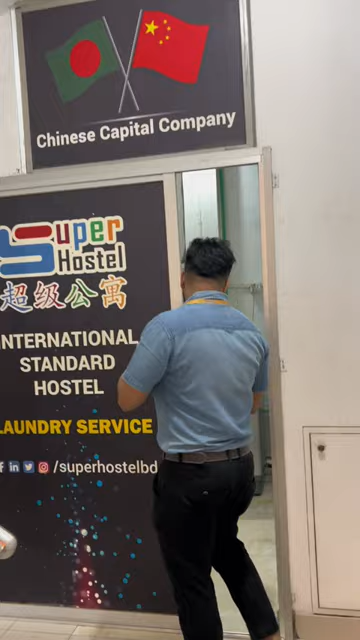 Chinese Capital Company
Super
Hostel
超级公寓
INTERNATIONAL
STANDARD
HOSTEL
LAUNDRY SERVICE
/superhostelbd